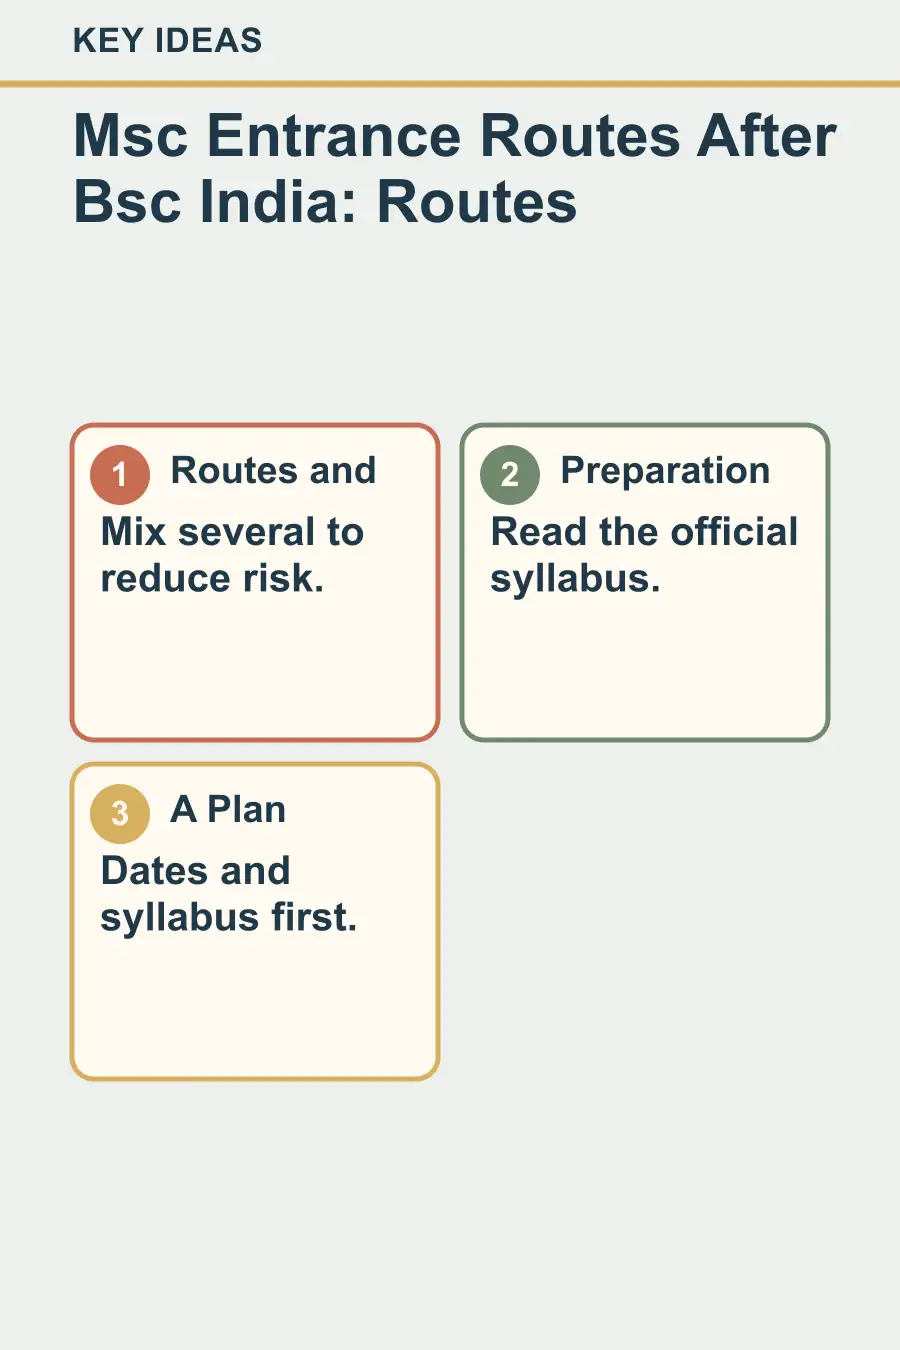 KEY IDEAS
Msc Entrance Routes After
Bsc India: Routes
1 Routes and
Mix several to
reduce risk.
2 Preparation
Read the official
syllabus.
3 A Plan
Dates and
syllabus first.